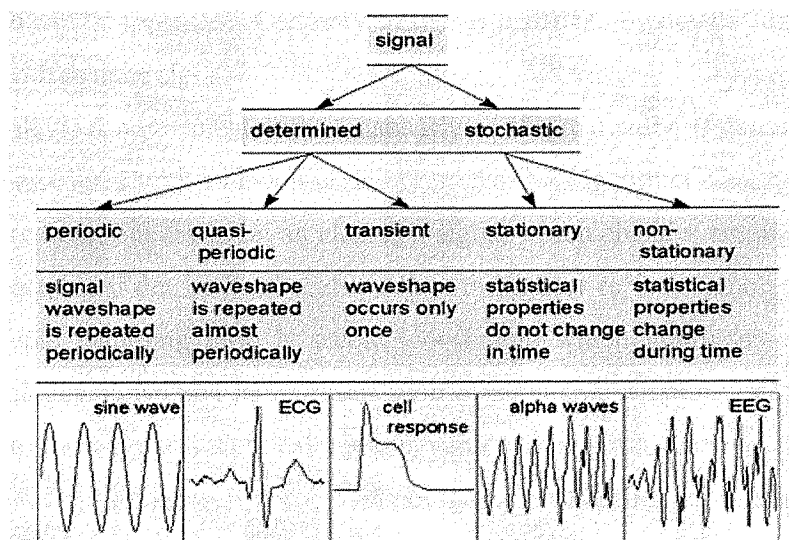 signal
determined stochastic
periodic quasi- transient stationary non-
periodic stationary
signal waveshape waveshape statistical statistical
waveshape is repeated occurs only properties properties
is repeated almost once do not change change
periodically periodically in time during time
sine wave ECG cell alpha waves EEG
response